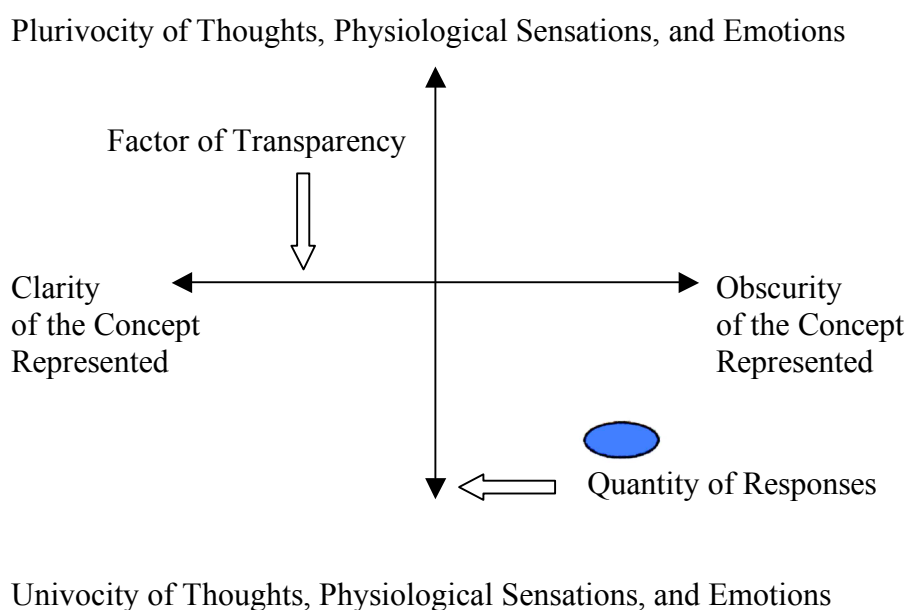 Plurivocity of Thoughts, Physiological Sensations, and Emotions
Factor of Transparency
Clarity
of the Concept
Represented
Obscurity
of the Concept
Represented
Quantity of Responses
Univocity of Thoughts, Physiological Sensations, and Emotions